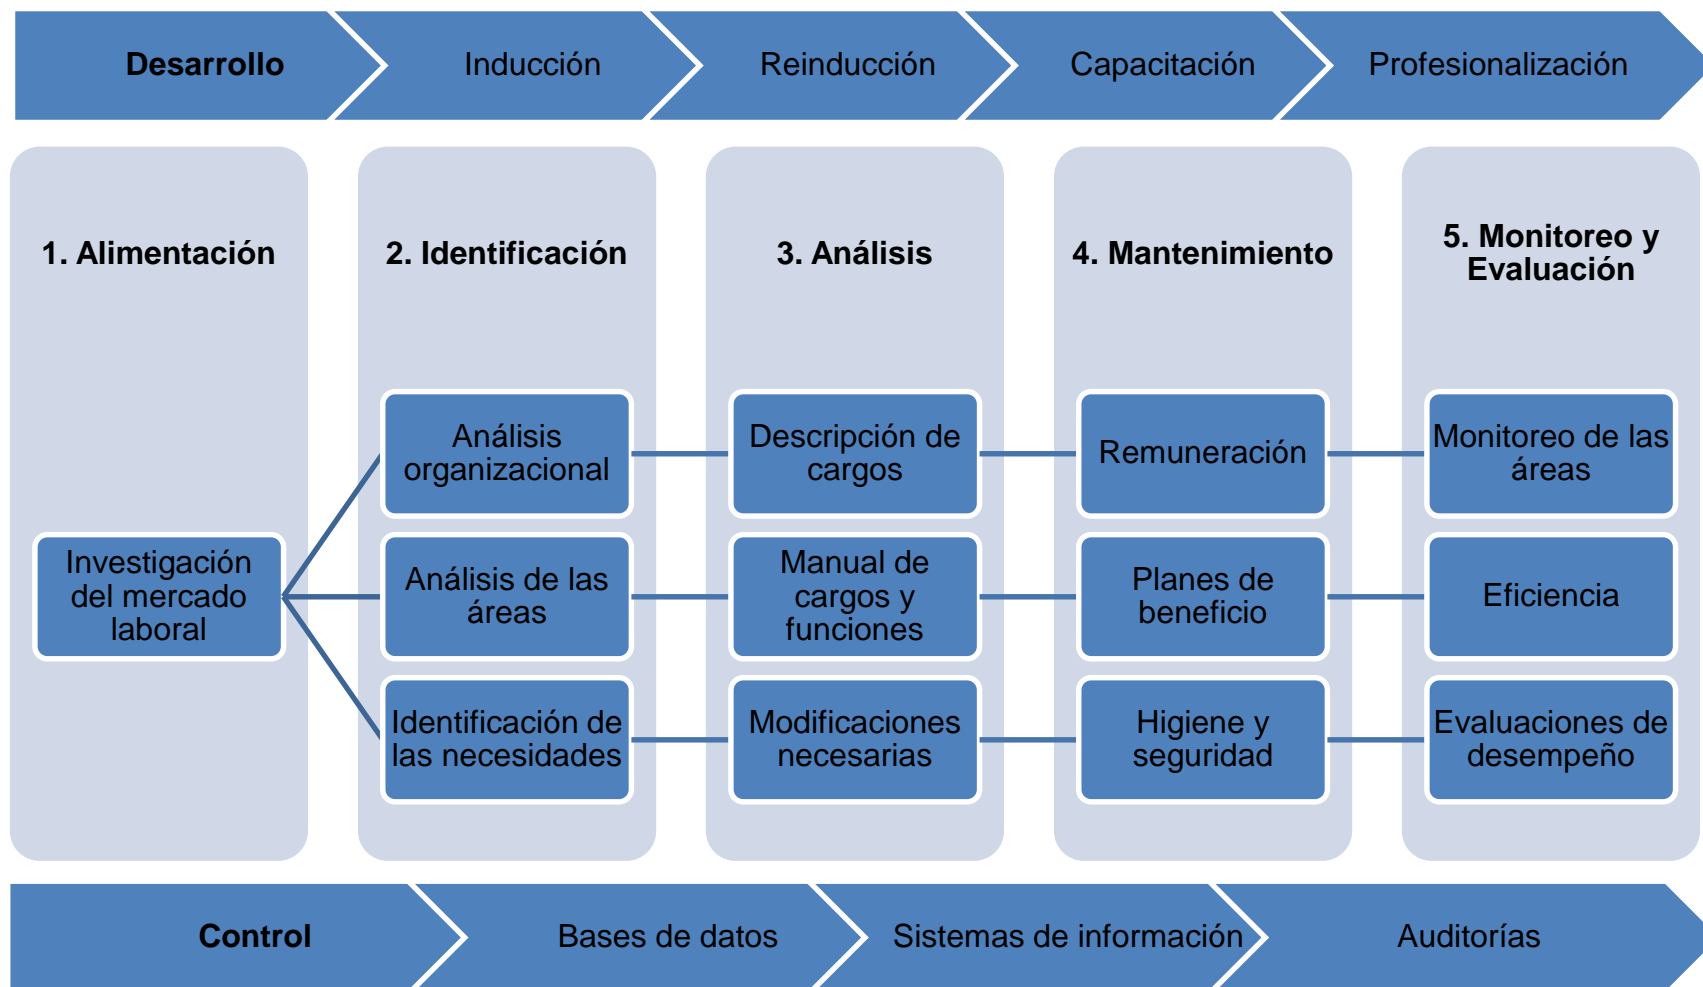 Desarrollo
Inducción
Reinducción
Capacitación
Profesionalización
1. Alimentación
2. Identificación
3. Análisis
4. Mantenimiento
5. Monitoreo y
Evaluación
Investigación
del mercado
laboral
Análisis
organizacional
Análisis de las
áreas
Identificación de
las necesidades
Descripción de
cargos
Manual de
cargos y
funciones
Modificaciones
necesarias
Remuneración
Planes de
beneficio
Higiene y
seguridad
Monitoreo de las
áreas
Eficiencia
Evaluaciones de
desempeño
Control
Bases de datos
Sistemas de información
Auditorías